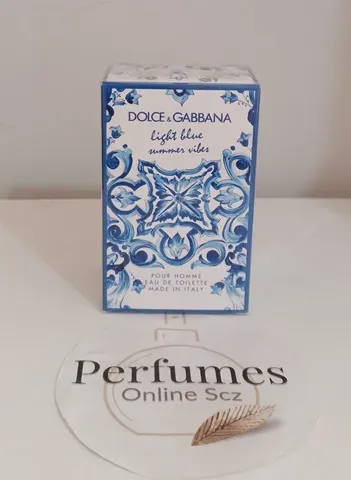 DOLCE & GABBANA
light blue
summer vibes
POUR HOMME
EAU DE TOILETTE
MADE IN ITALY
Perfumes
Online Scz